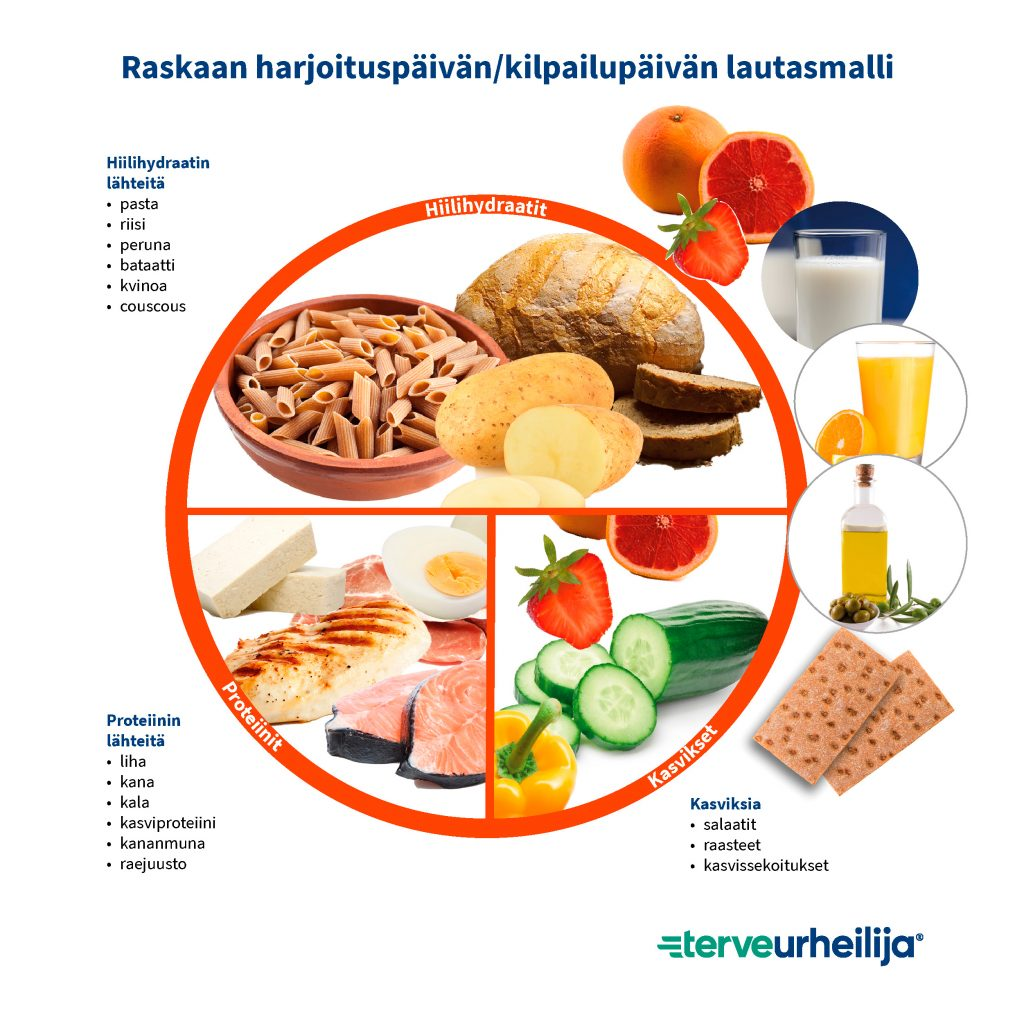 Raskaan harjoituspäivän/kilpailupäivän lautasmalli
Hiilihydraatin
lähteitä
• pasta
• riisi
• peruna
• bataatti
• kvinoa
• couscous
Hiilihydraatit
Proteiinit
Kasvikset
Proteiinin
lähteitä
• liha
• kana
• kala
• kasviproteiini
• kananmuna
• raejuusto
Kasviksia
• salaatit
• raasteet
• kasvissekoitukset
terveurheilija®